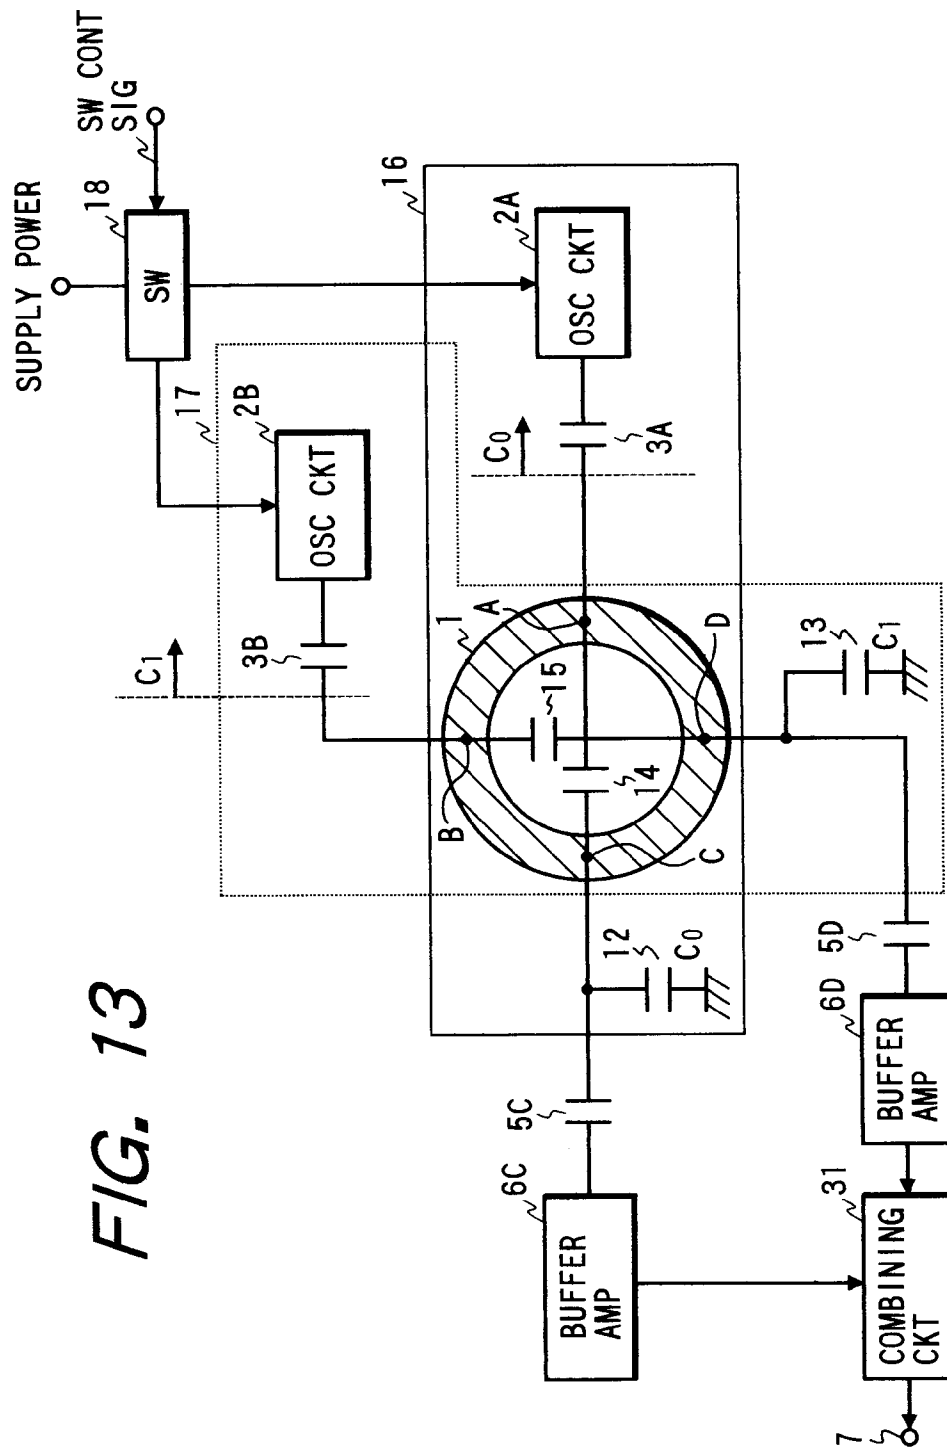 FIG. 13
SUPPLY POWER
SW CONT
SIG
18
SW
17
2B
OSC CKT
16
2A
OSC CKT
C1
3B
C0
3A
1
A
B
15
14
C
D
13
C1
12
C0
5C
6C
BUFFER
AMP
5D
6D
BUFFER
AMP
31
COMBINING
CKT
7